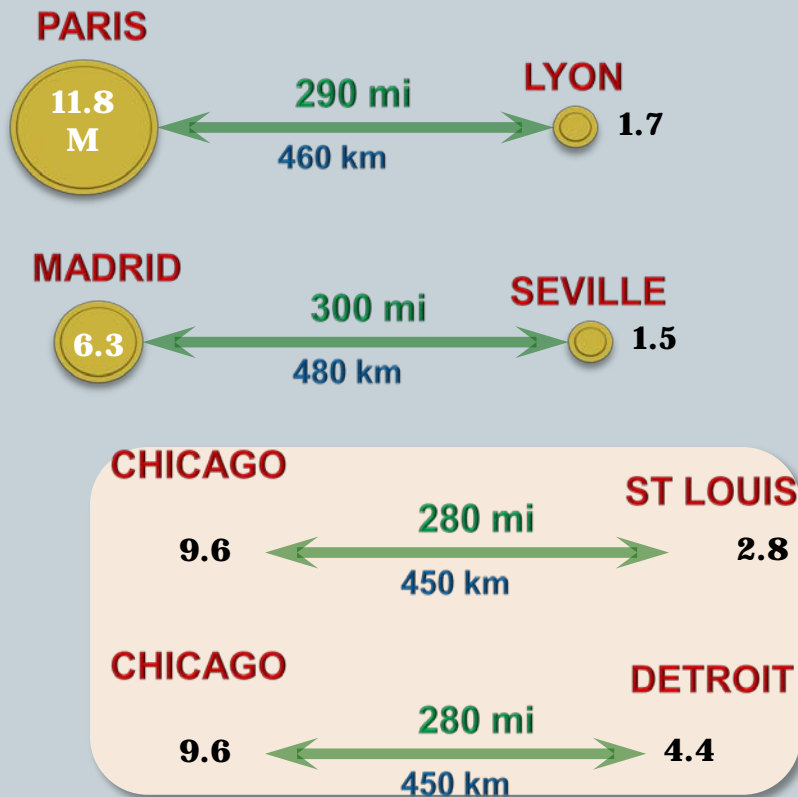 PARIS
11.8
M
290 mi
460 km
LYON
1.7
MADRID
6.3
300 mi
480 km
SEVILLE
1.5
CHICAGO
9.6
280 mi
450 km
ST LOUIS
2.8
CHICAGO
9.6
280 mi
450 km
DETROIT
4.4